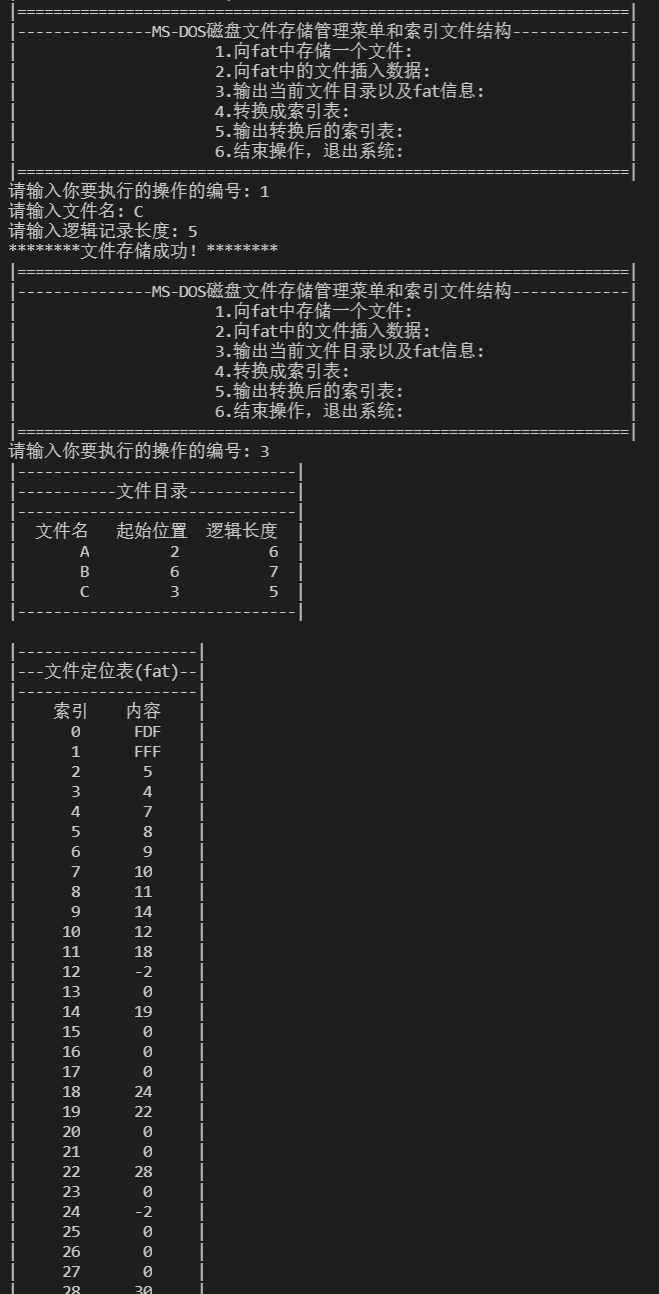 |====================================================================|
|---------------MS-DOS磁盘文件存储管理菜单和索引文件结构-------------|
| 1.向fat中存储一个文件: |
| 2.向fat中的文件插入数据: |
| 3.输出当前文件目录以及fat信息: |
| 4.转换成索引表: |
| 5.输出转换后的索引表: |
| 6.结束操作，退出系统: |
|====================================================================|
请输入你要执行的操作的编号: 1
请输入文件名: C
请输入逻辑记录长度: 5
********文件存储成功! ********
|====================================================================|
|---------------MS-DOS磁盘文件存储管理菜单和索引文件结构-------------|
| 1.向fat中存储一个文件: |
| 2.向fat中的文件插入数据: |
| 3.输出当前文件目录以及fat信息: |
| 4.转换成索引表: |
| 5.输出转换后的索引表: |
| 6.结束操作，退出系统: |
|====================================================================|
请输入你要执行的操作的编号: 3
|-------------------------------|
|-----------文件目录------------|
|-------------------------------|
| 文件名 起始位置 逻辑长度 |
| A 2 6 |
| B 6 7 |
| C 3 5 |
|-------------------------------|
|--------------------|
|---文件定位表(fat)--|
|--------------------|
| 索引 内容 |
| 0 FDF |
| 1 FFF |
| 2 5 |
| 3 4 |
| 4 7 |
| 5 8 |
| 6 9 |
| 7 10 |
| 8 11 |
| 9 14 |
| 10 12 |
| 11 18 |
| 12 -2 |
| 13 0 |
| 14 19 |
| 15 0 |
| 16 0 |
| 17 0 |
| 18 24 |
| 19 22 |
| 20 0 |
| 21 0 |
| 22 28 |
| 23 0 |
| 24 -2 |
| 25 0 |
| 26 0 |
| 27 0 |
| 28 30 |